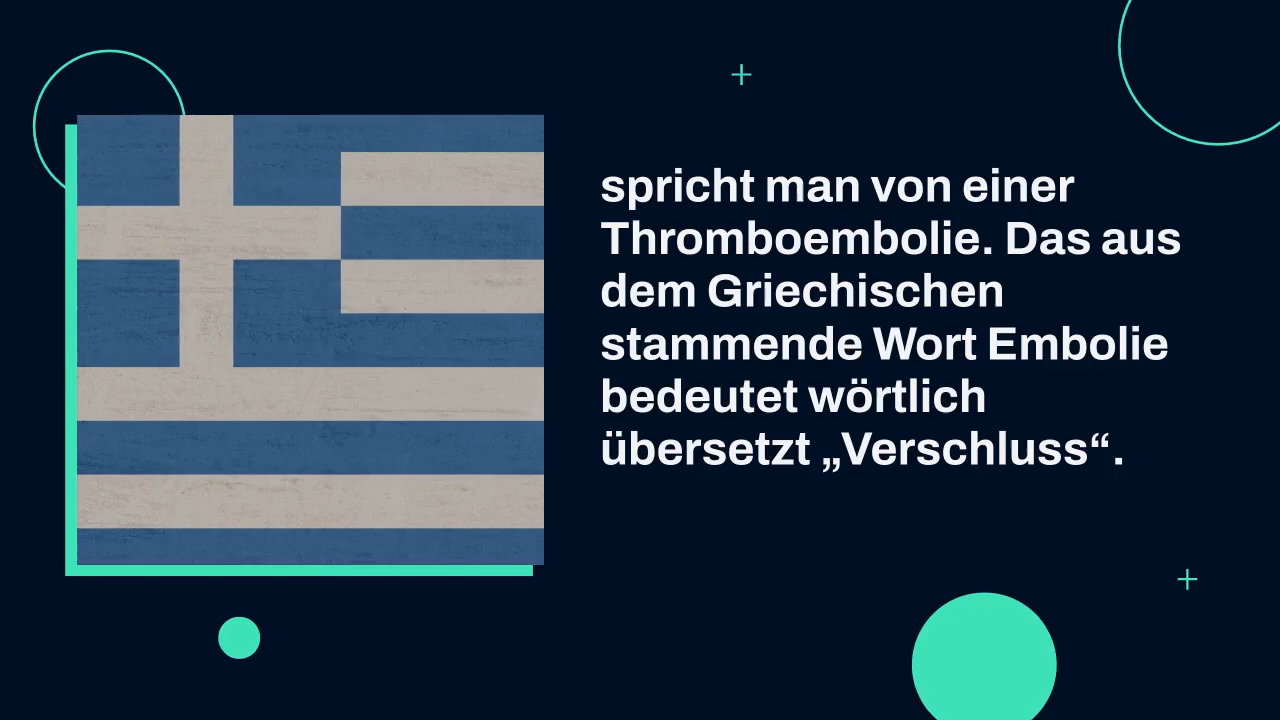 spricht man von einer
Thromboembolie. Das aus
dem Griechischen
stammende Wort Embolie
bedeutet wörtlich
übersetzt „Verschluss“.